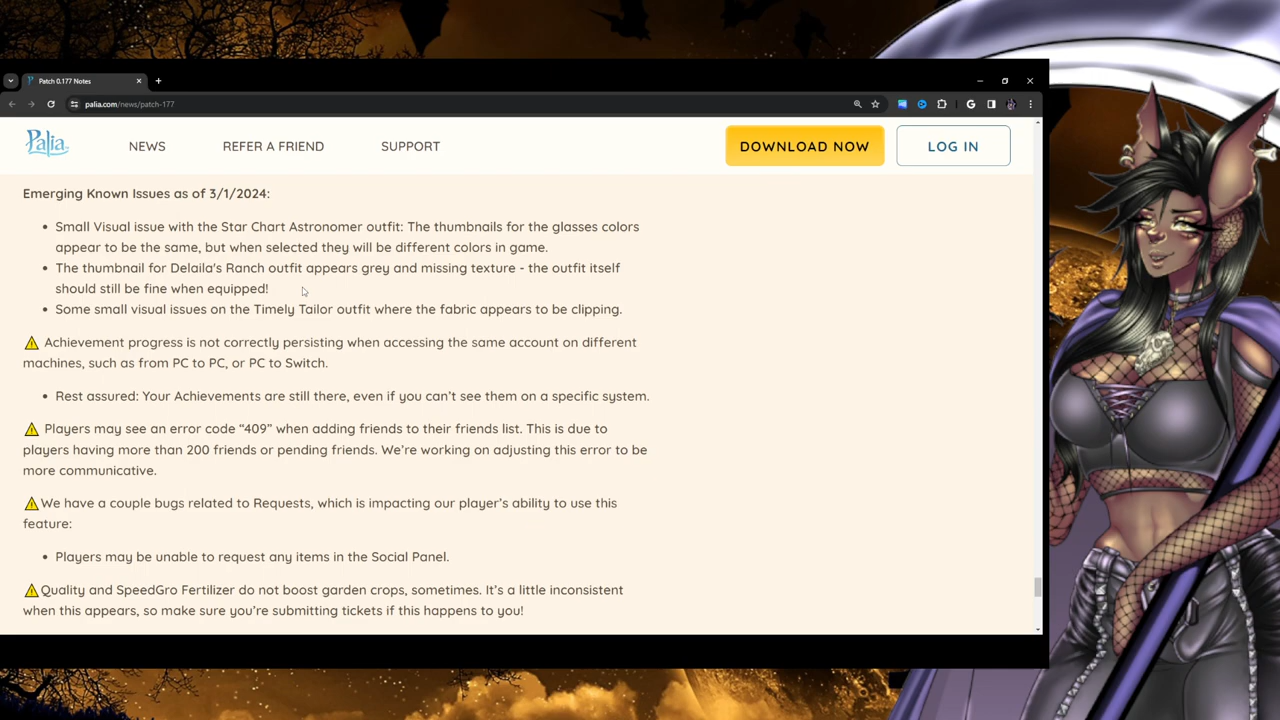 Patch 0.177 Notes
palia.com/news/patch-177
Palia
NEWS
REFER A FRIEND
SUPPORT
DOWNLOAD NOW
LOG IN
Emerging Known Issues as of 3/1/2024:
Small Visual issue with the Star Chart Astronomer outfit: The thumbnails for the glasses colors
appear to be the same, but when selected they will be different colors in game.
The thumbnail for Delaila's Ranch outfit appears grey and missing texture - the outfit itself
should still be fine when equipped!
Some small visual issues on the Timely Tailor outfit where the fabric appears to be clipping.
⚠️ Achievement progress is not correctly persisting when accessing the same account on different
machines, such as from PC to PC, or PC to Switch.
Rest assured: Your Achievements are still there, even if you can’t see them on a specific system.
⚠️ Players may see an error code “409” when adding friends to their friends list. This is due to
players having more than 200 friends or pending friends. We’re working on adjusting this error to be
more communicative.
⚠️We have a couple bugs related to Requests, which is impacting our player’s ability to use this
feature:
Players may be unable to request any items in the Social Panel.
⚠️Quality and SpeedGro Fertilizer do not boost garden crops, sometimes. It’s a little inconsistent
when this appears, so make sure you’re submitting tickets if this happens to you!